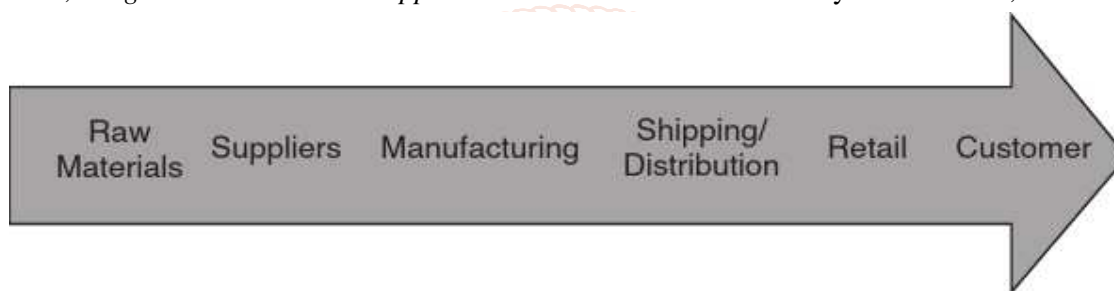 Raw
Materials
Suppliers
Manufacturing
Shipping/
Distribution
Retail
Customer